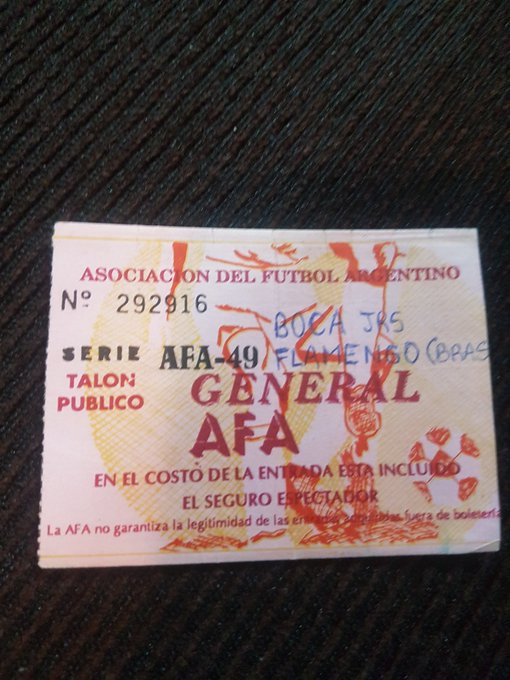 ASOCIACION DEL FUTBOL ARGENTINO
Nº 292916
BOCA JRS
SERIE AFA-49 FLAMENGO (BRAS
TALON PUBLICO
GENERAL
AFA
EN EL COSTO DE LA ENTRADA ESTA INCLUIDO
EL SEGURO ESPECTADOR
La AFA no garantiza la legitimidad de las entradas adquiridas fuera de boletería